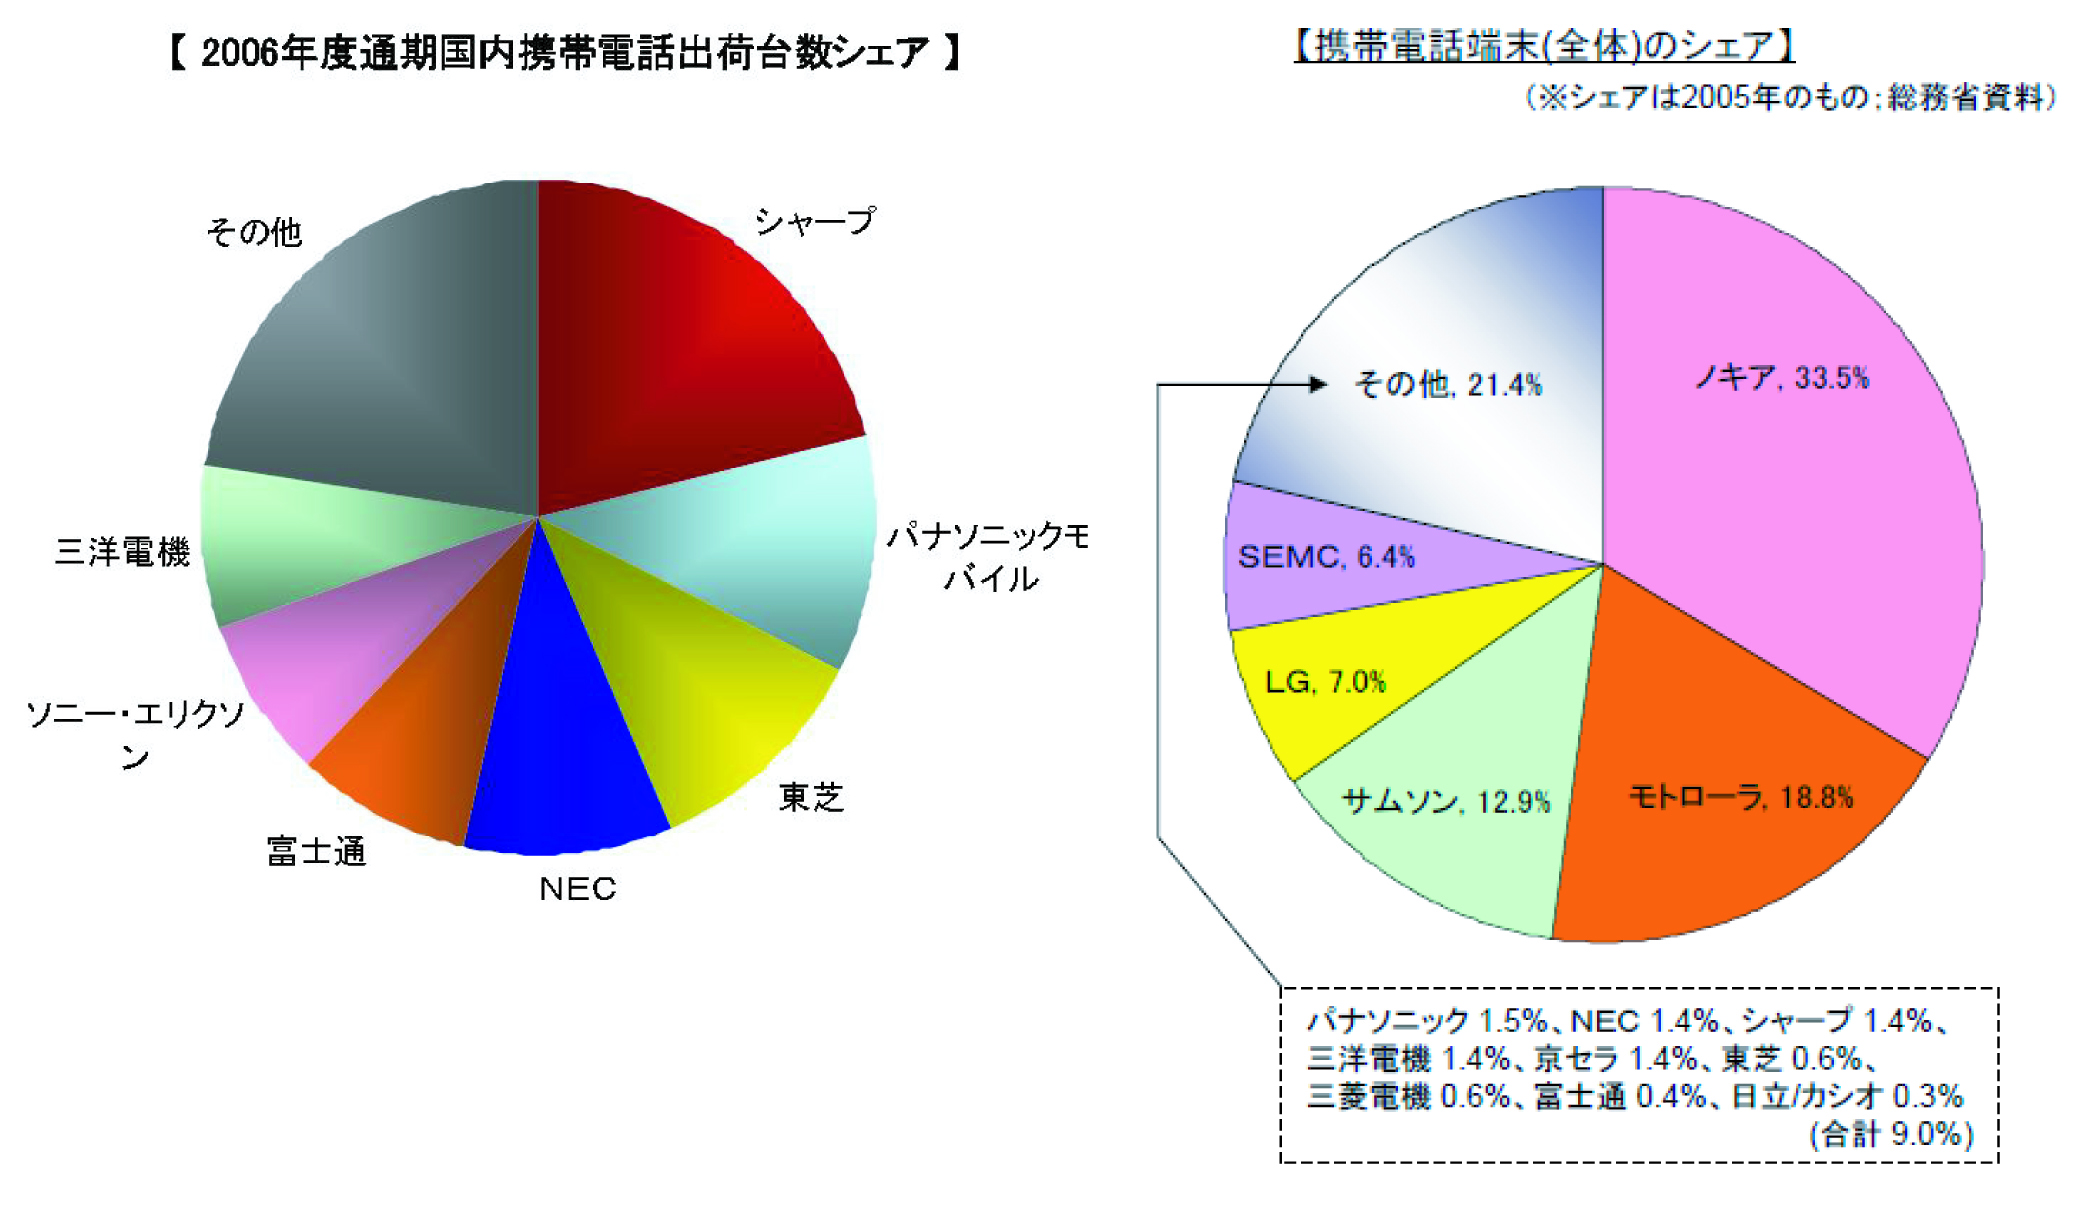 【 2006年度通期国内携帯電話出荷台数シェア 】
シャープ
パナソニックモ
バイル
東芝
NEC
富士通
ソニー・エリクソ
ン
三洋電機
その他
【携帯電話端末(全体)のシェア】
（※シェアは2005年のもの：総務省資料）
ノキア, 33.5%
モトローラ, 18.8%
サムソン, 12.9%
LG, 7.0%
SEMC, 6.4%
その他, 21.4%
パナソニック 1.5%、NEC 1.4%、シャープ 1.4%、
三洋電機 1.4%、京セラ 1.4%、東芝 0.6%、
三菱電機 0.6%、富士通 0.4%、日立/カシオ 0.3%
(合計 9.0%)